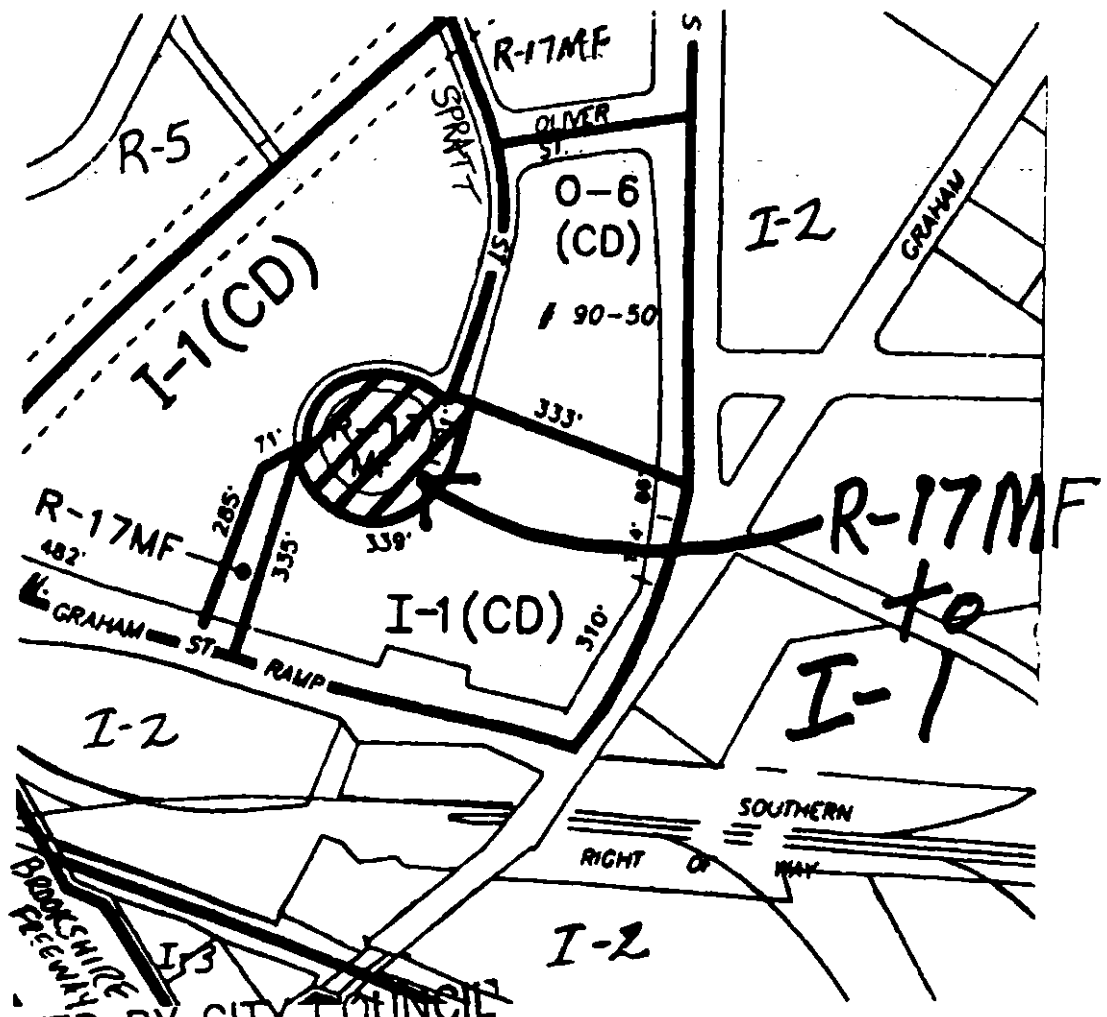 S
R-17MF
SPRATT
OLIVER
ST.
R-5
O-6
(CD)
GRAHAM
I-2
ST
# 90-50
I-1(CD)
333'
71'
R-17MF
285'
335'
339'
R-17MF
482'
to
I-1(CD)
310'
GRAHAM ST. RAMP
I-1
I-2
SOUTHERN
RIGHT OF WAY
BROOKSHIRE
FREEWAY
I-3
I-2
BY CITY COUNCIL